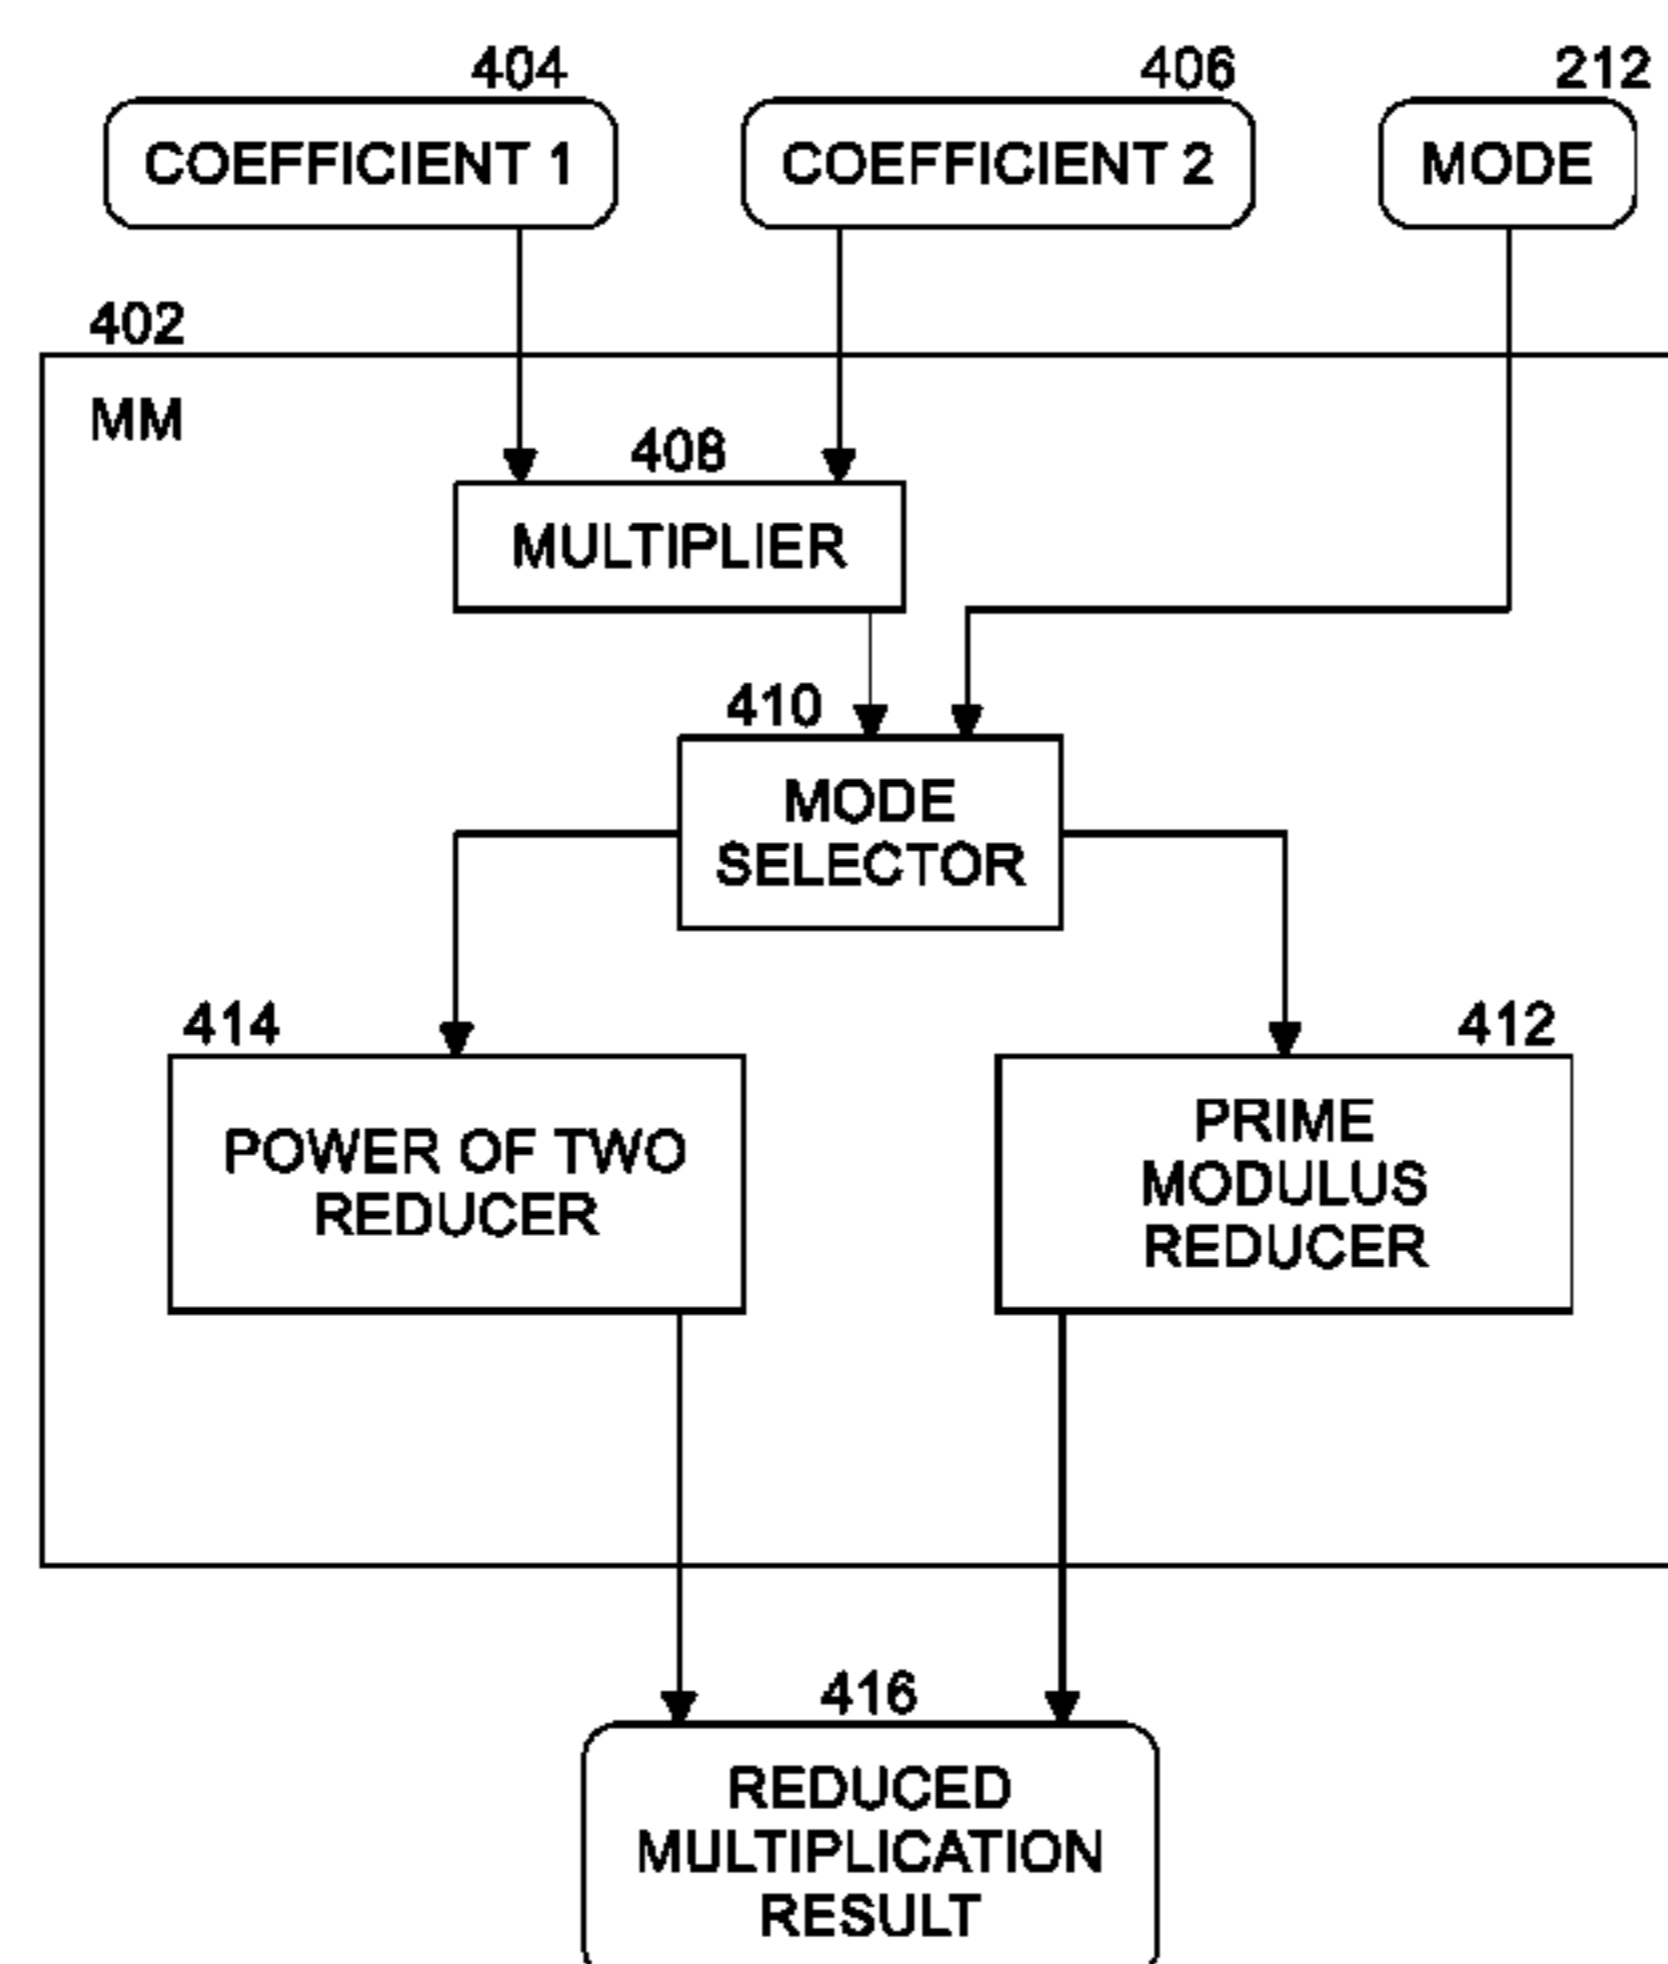 404
406
212
COEFFICIENT 1
COEFFICIENT 2
MODE
402
MM
408
MULTIPLIER
410
MODE
SELECTOR
414
412
POWER OF TWO
REDUCER
PRIME
MODULUS
REDUCER
416
REDUCED
MULTIPLICATION
RESULT